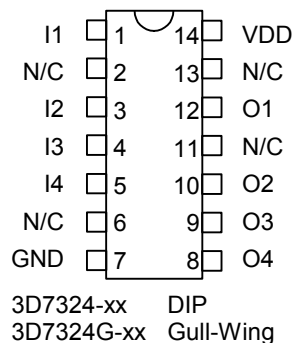 I1 1 14 VDD
N/C 2 13 N/C
I2 3 12 O1
I3 4 11 N/C
I4 5 10 O2
N/C 6 9 O3
GND 7 8 O4
3D7324-xx DIP
3D7324G-xx Gull-Wing